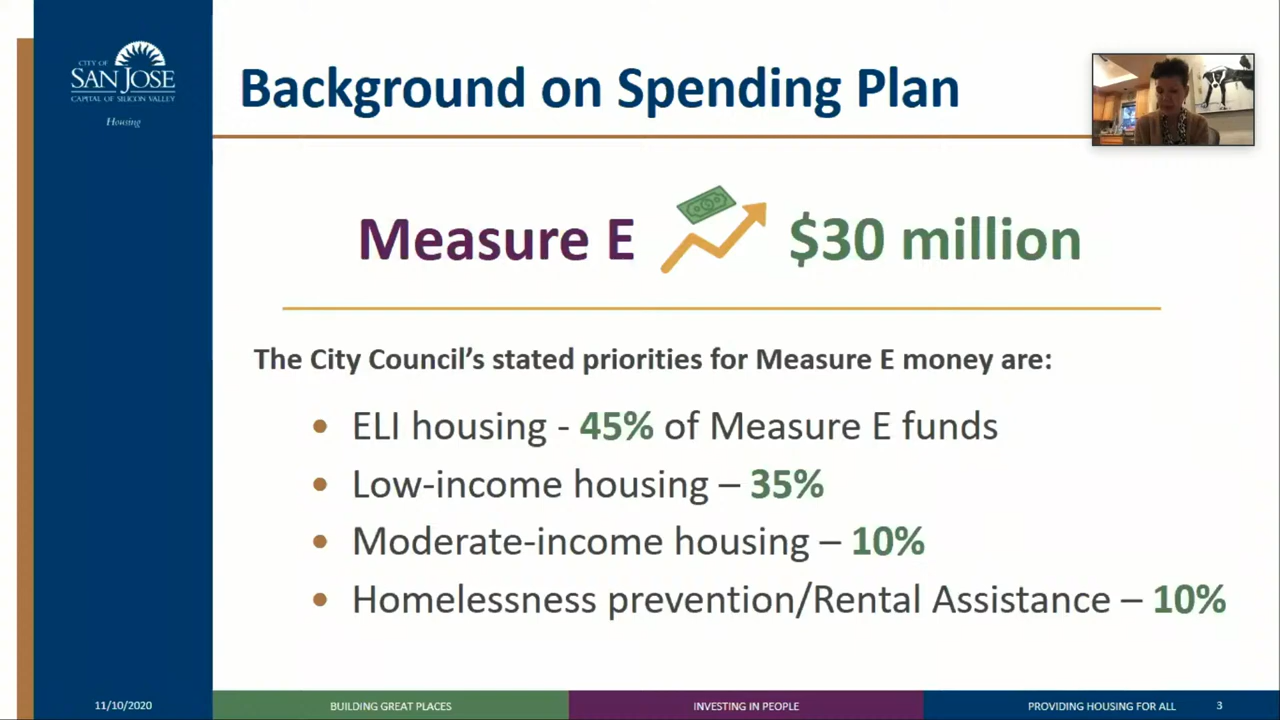 CITY OF
SAN JOSE
CAPITAL OF SILICON VALLEY
Housing
Background on Spending Plan
Measure E
$30 million
The City Council’s stated priorities for Measure E money are:
• ELI housing - 45% of Measure E funds
• Low-income housing – 35%
• Moderate-income housing – 10%
• Homelessness prevention/Rental Assistance – 10%
11/10/2020
BUILDING GREAT PLACES
INVESTING IN PEOPLE
PROVIDING HOUSING FOR ALL
3